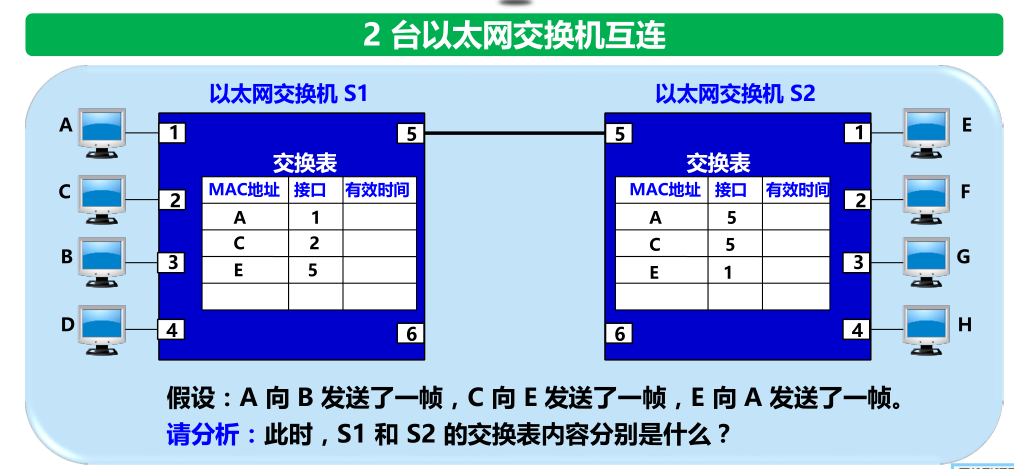 2 台以太网交换机互连
以太网交换机 S1
以太网交换机 S2
A
1
5
5
1
E
交换表
交换表
MAC地址 接口 有效时间
MAC地址 接口 有效时间
C
2
2
F
A 1
A 5
C 2
C 5
B
3
3
G
E 5
E 1
D
4
6
6
4
H
假设：A 向 B 发送了一帧，C 向 E 发送了一帧，E 向 A 发送了一帧。
请分析：此时，S1 和 S2 的交换表内容分别是什么？